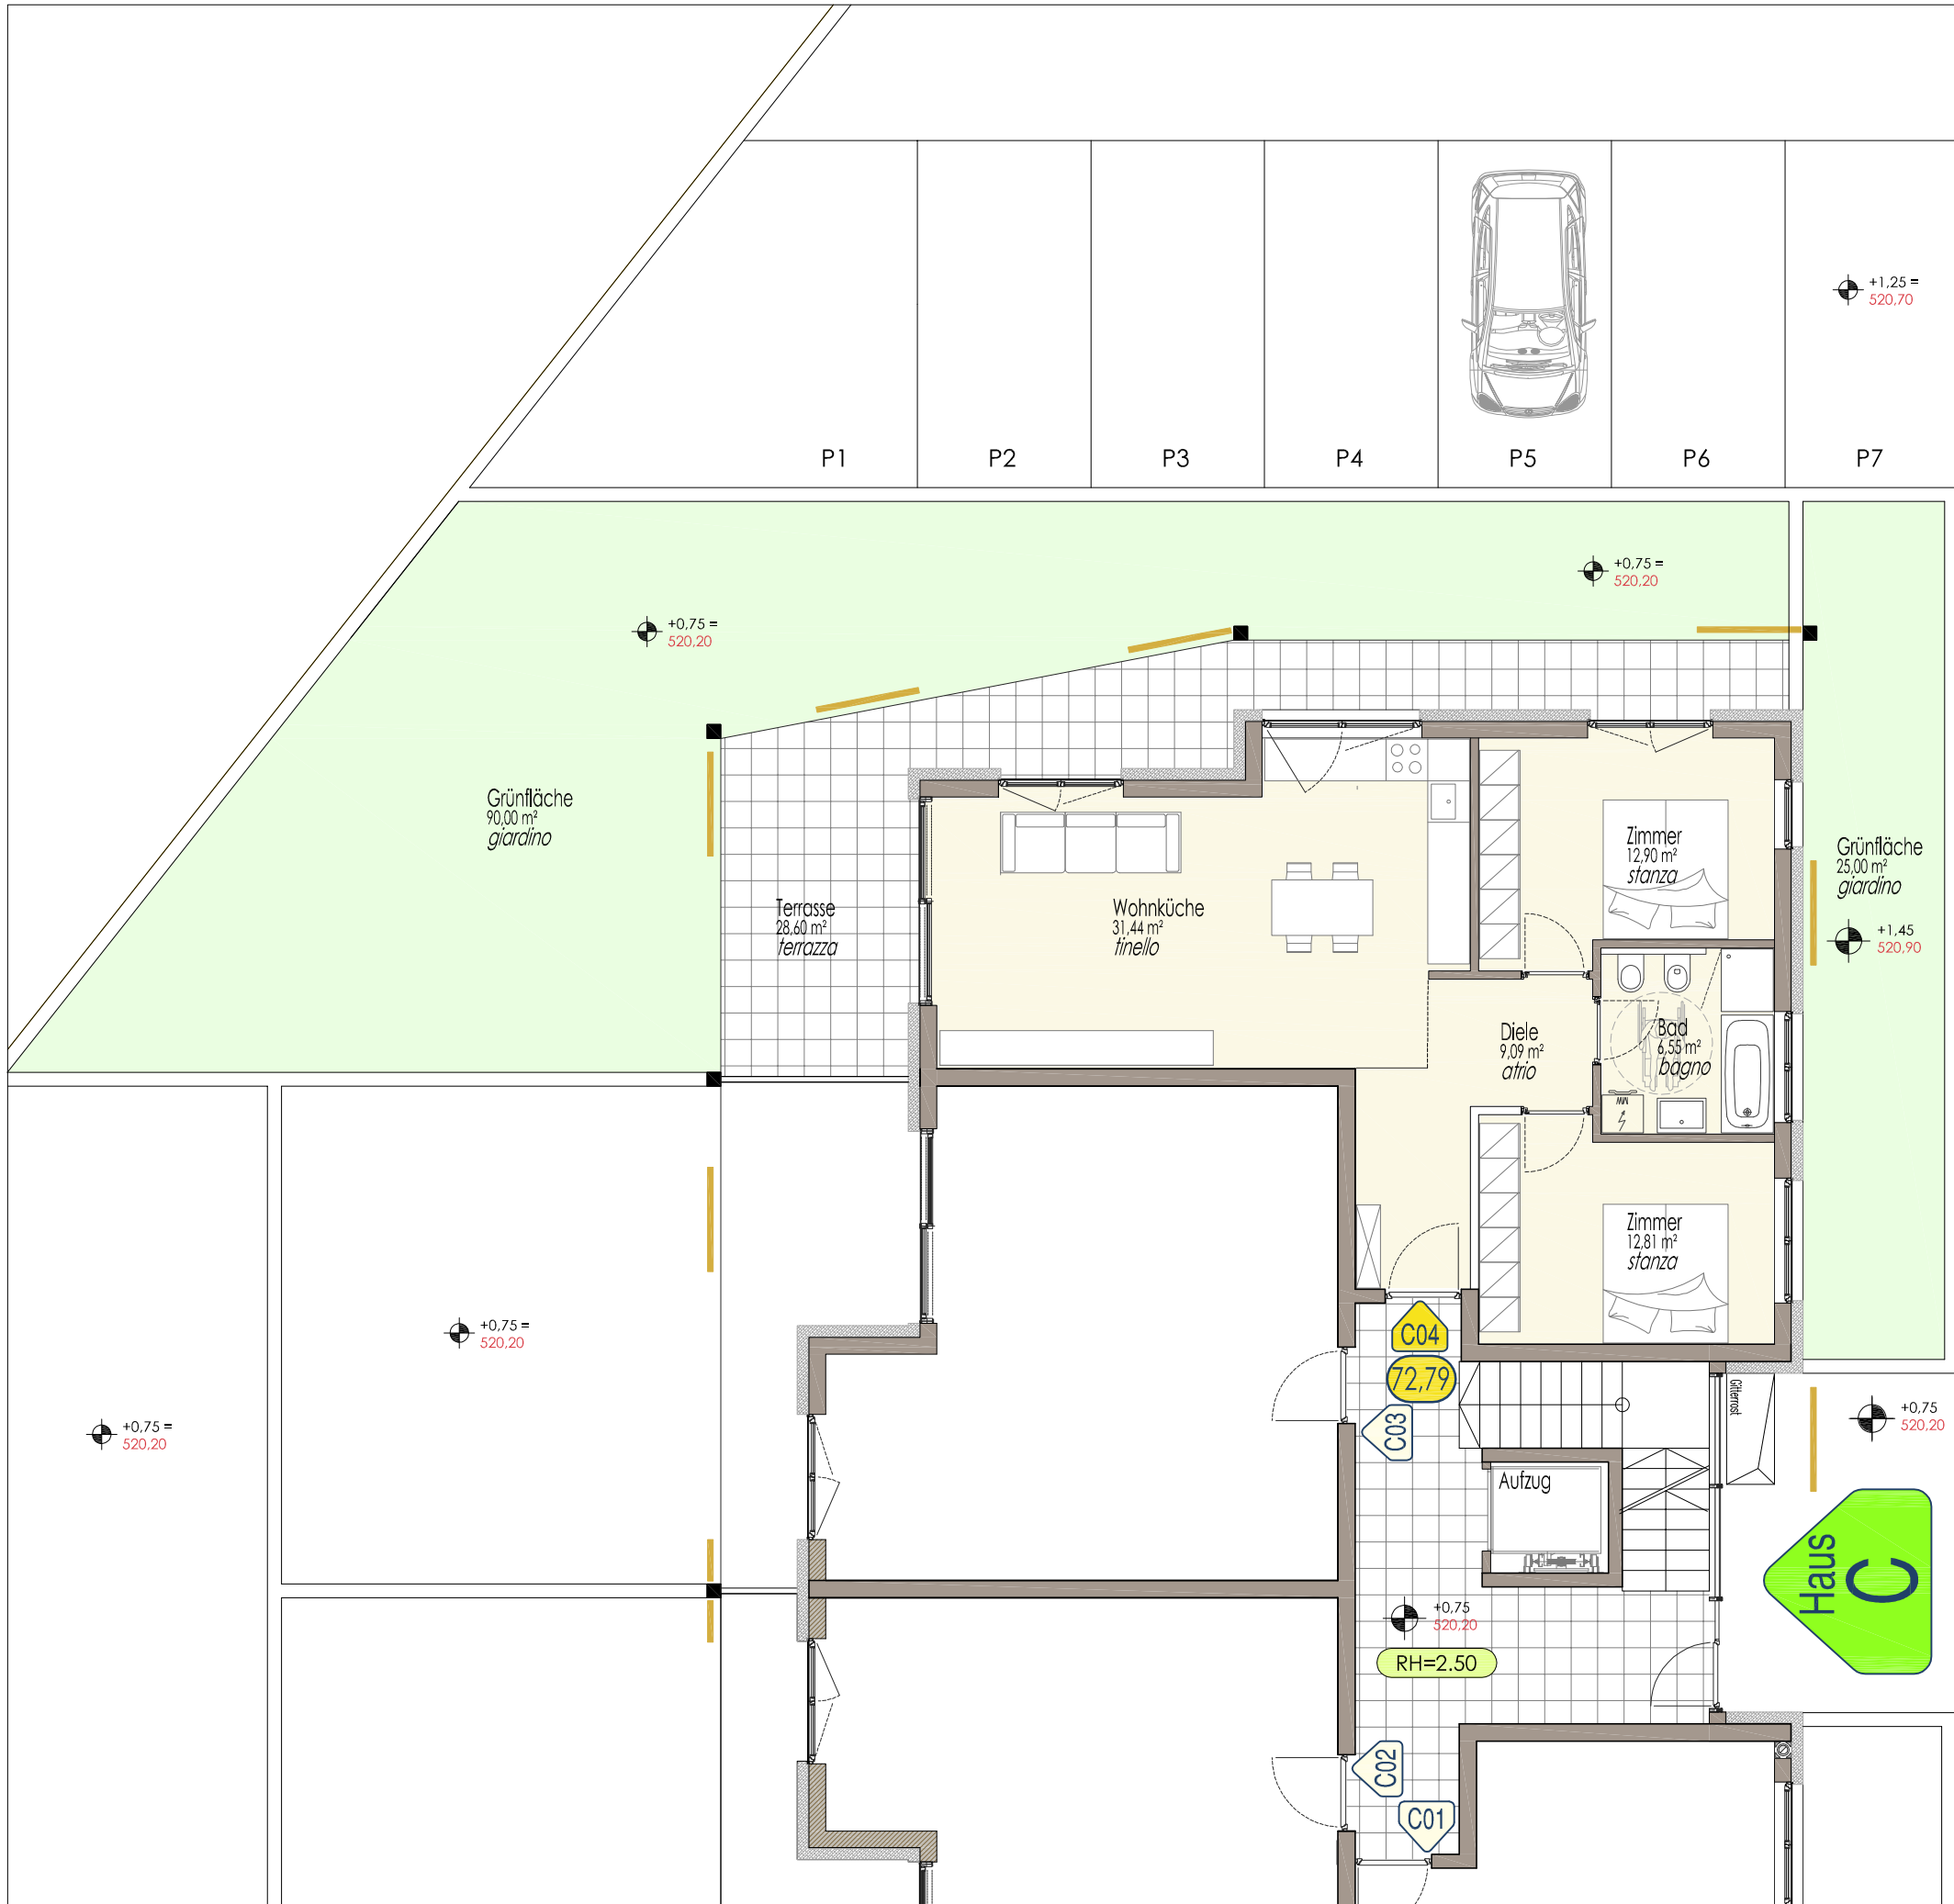 +1,25 =
520,70
P1
P2
P3
P4
P5
P6
P7
+0,75 =
520,20
+0,75 =
520,20
Grünfläche
90,00 m²
giardino
Terrasse
28,60 m²
terrazza
Wohnküche
31,44 m²
tinello
Zimmer
12,90 m²
stanza
Grünfläche
25,00 m²
giardino
+1,45
520,90
Diele
9,09 m²
atrio
Bad
6,55 m²
bagno
WM
Zimmer
12,81 m²
stanza
+0,75 =
520,20
+0,75 =
520,20
C04
72,79
C03
Gitterrost
+0,75
520,20
Aufzug
Haus
C
+0,75
520,20
RH=2.50
C02
C01